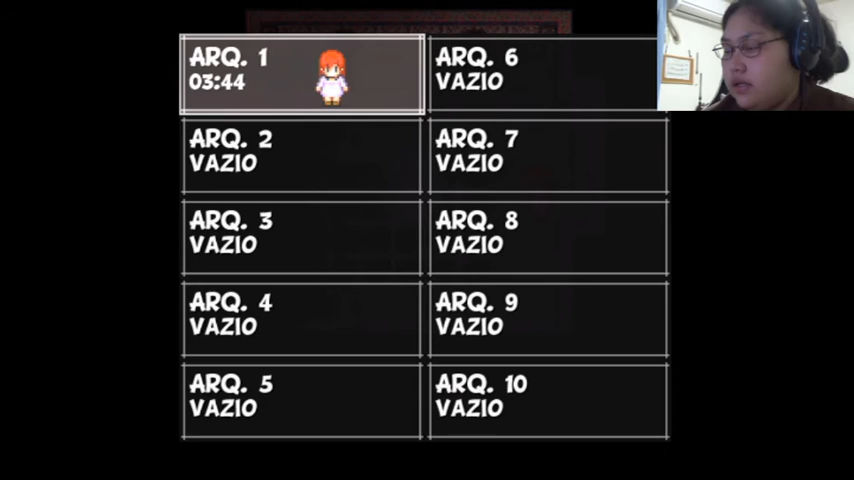 ARQ. 1
03:44
ARQ. 2
VAZIO
ARQ. 3
VAZIO
ARQ. 4
VAZIO
ARQ. 5
VAZIO
ARQ. 6
VAZIO
ARQ. 7
VAZIO
ARQ. 8
VAZIO
ARQ. 9
VAZIO
ARQ. 10
VAZIO